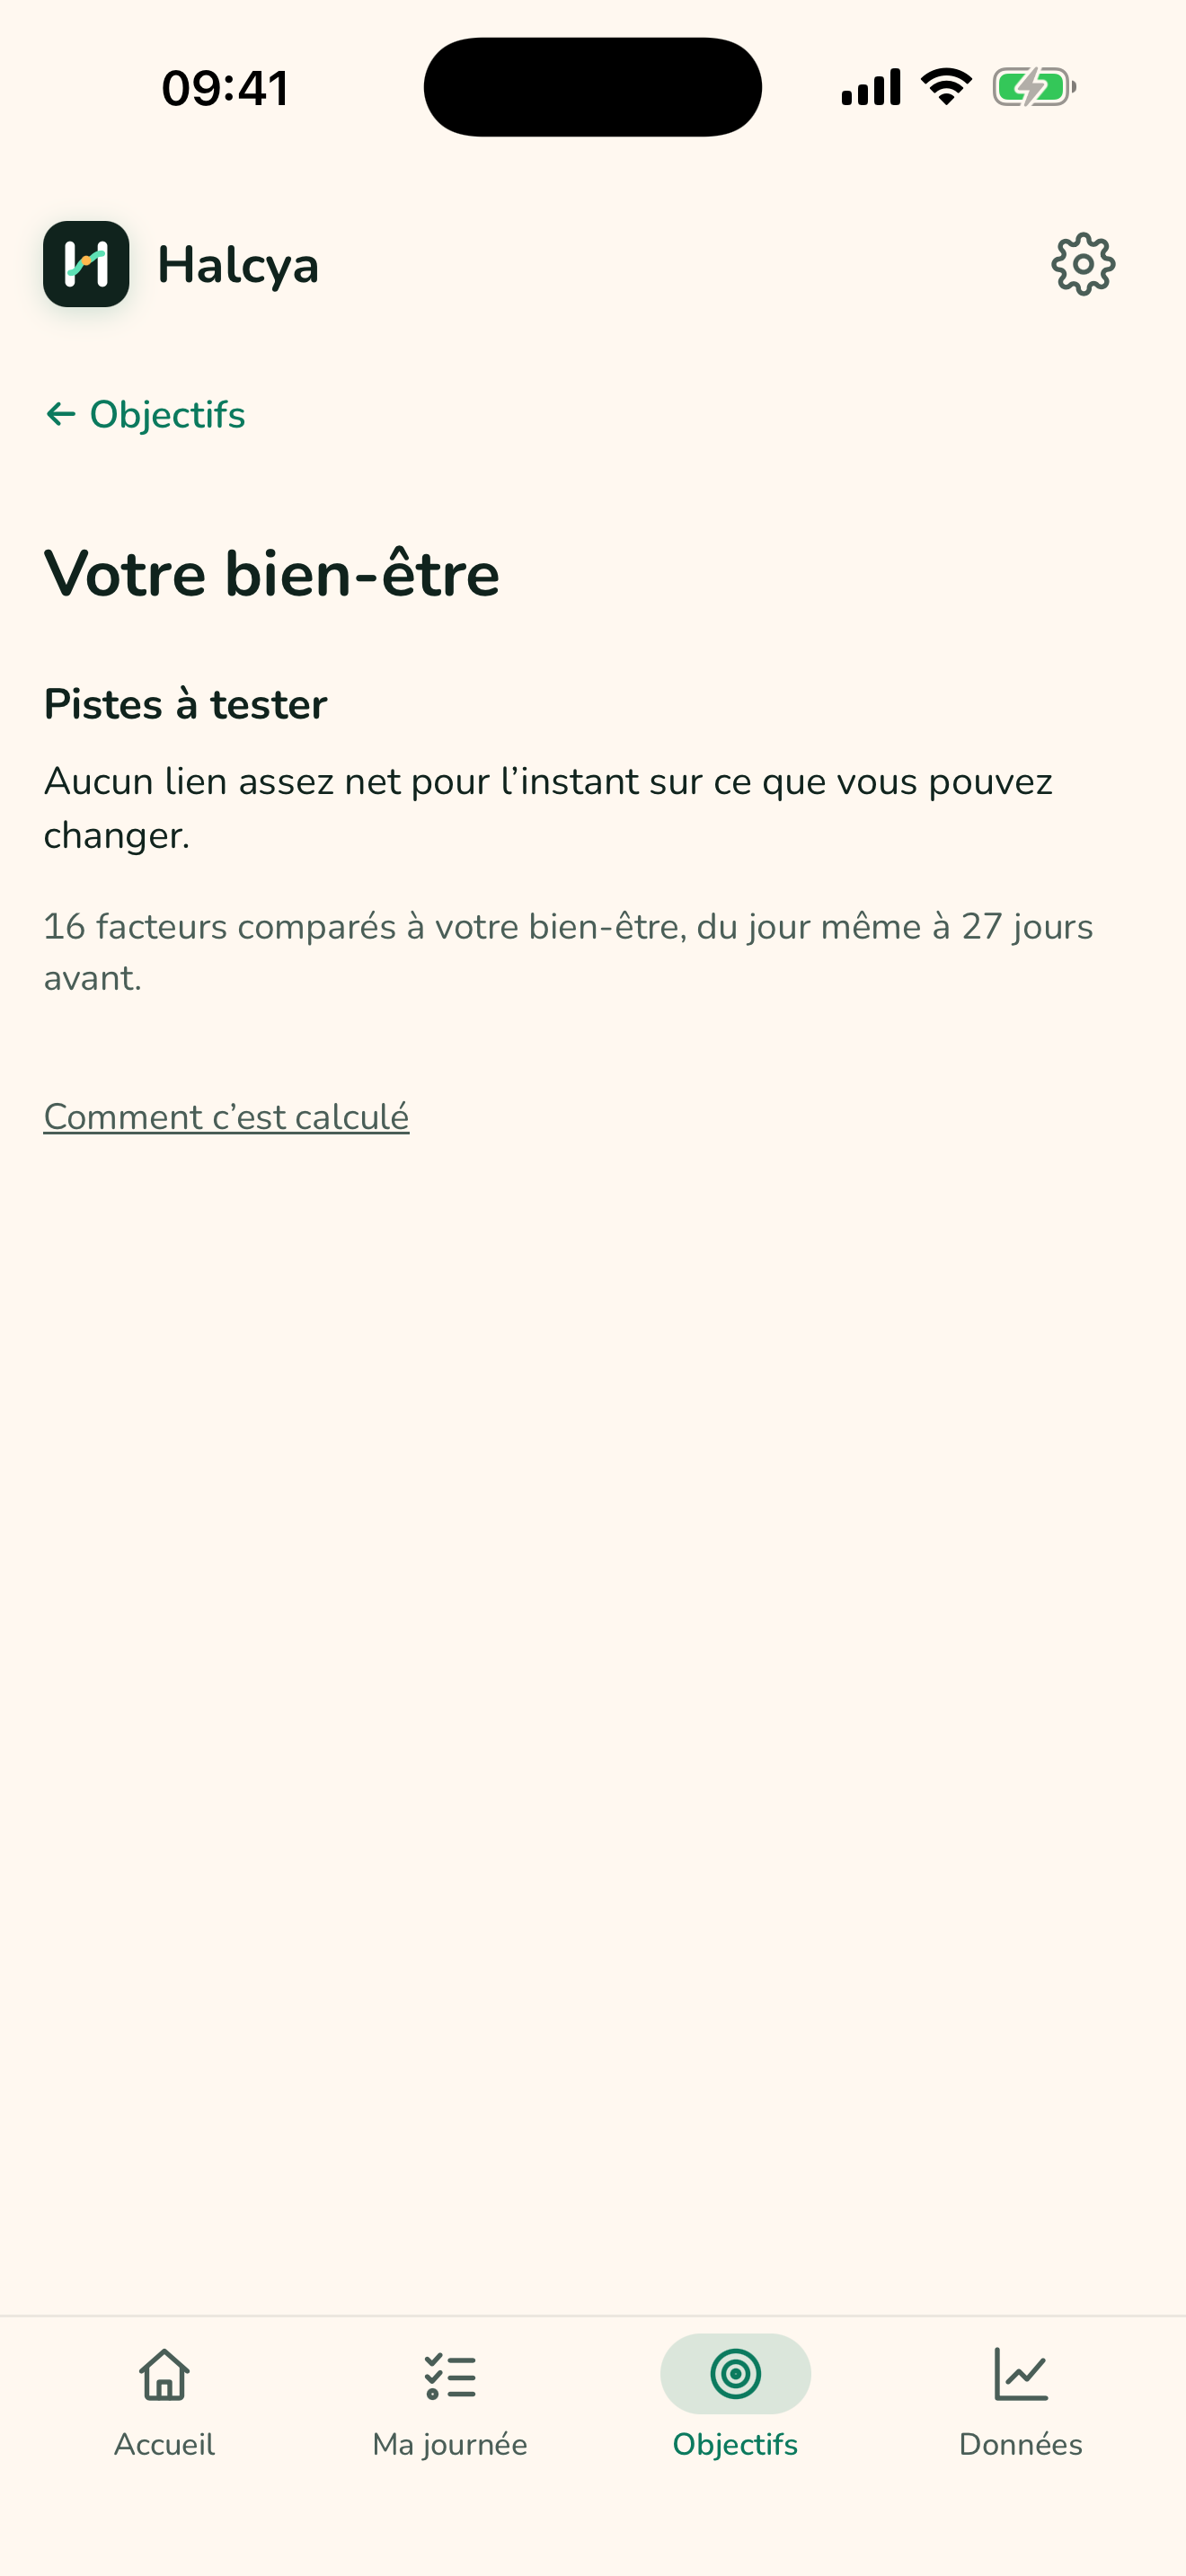 09:41
Halcya
← Objectifs
Votre bien-être
Pistes à tester
Aucun lien assez net pour l’instant sur ce que vous pouvez
changer.
16 facteurs comparés à votre bien-être, du jour même à 27 jours
avant.
Comment c’est calculé
Accueil
Ma journée
Objectifs
Données